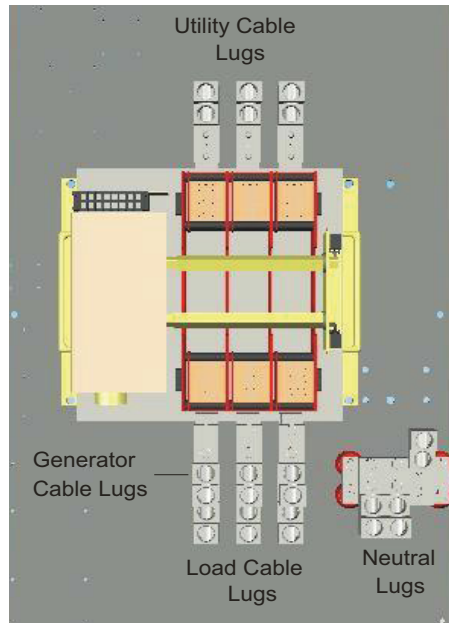 Utility Cable
Lugs
Generator
Cable Lugs
Load Cable
Lugs
Neutral
Lugs